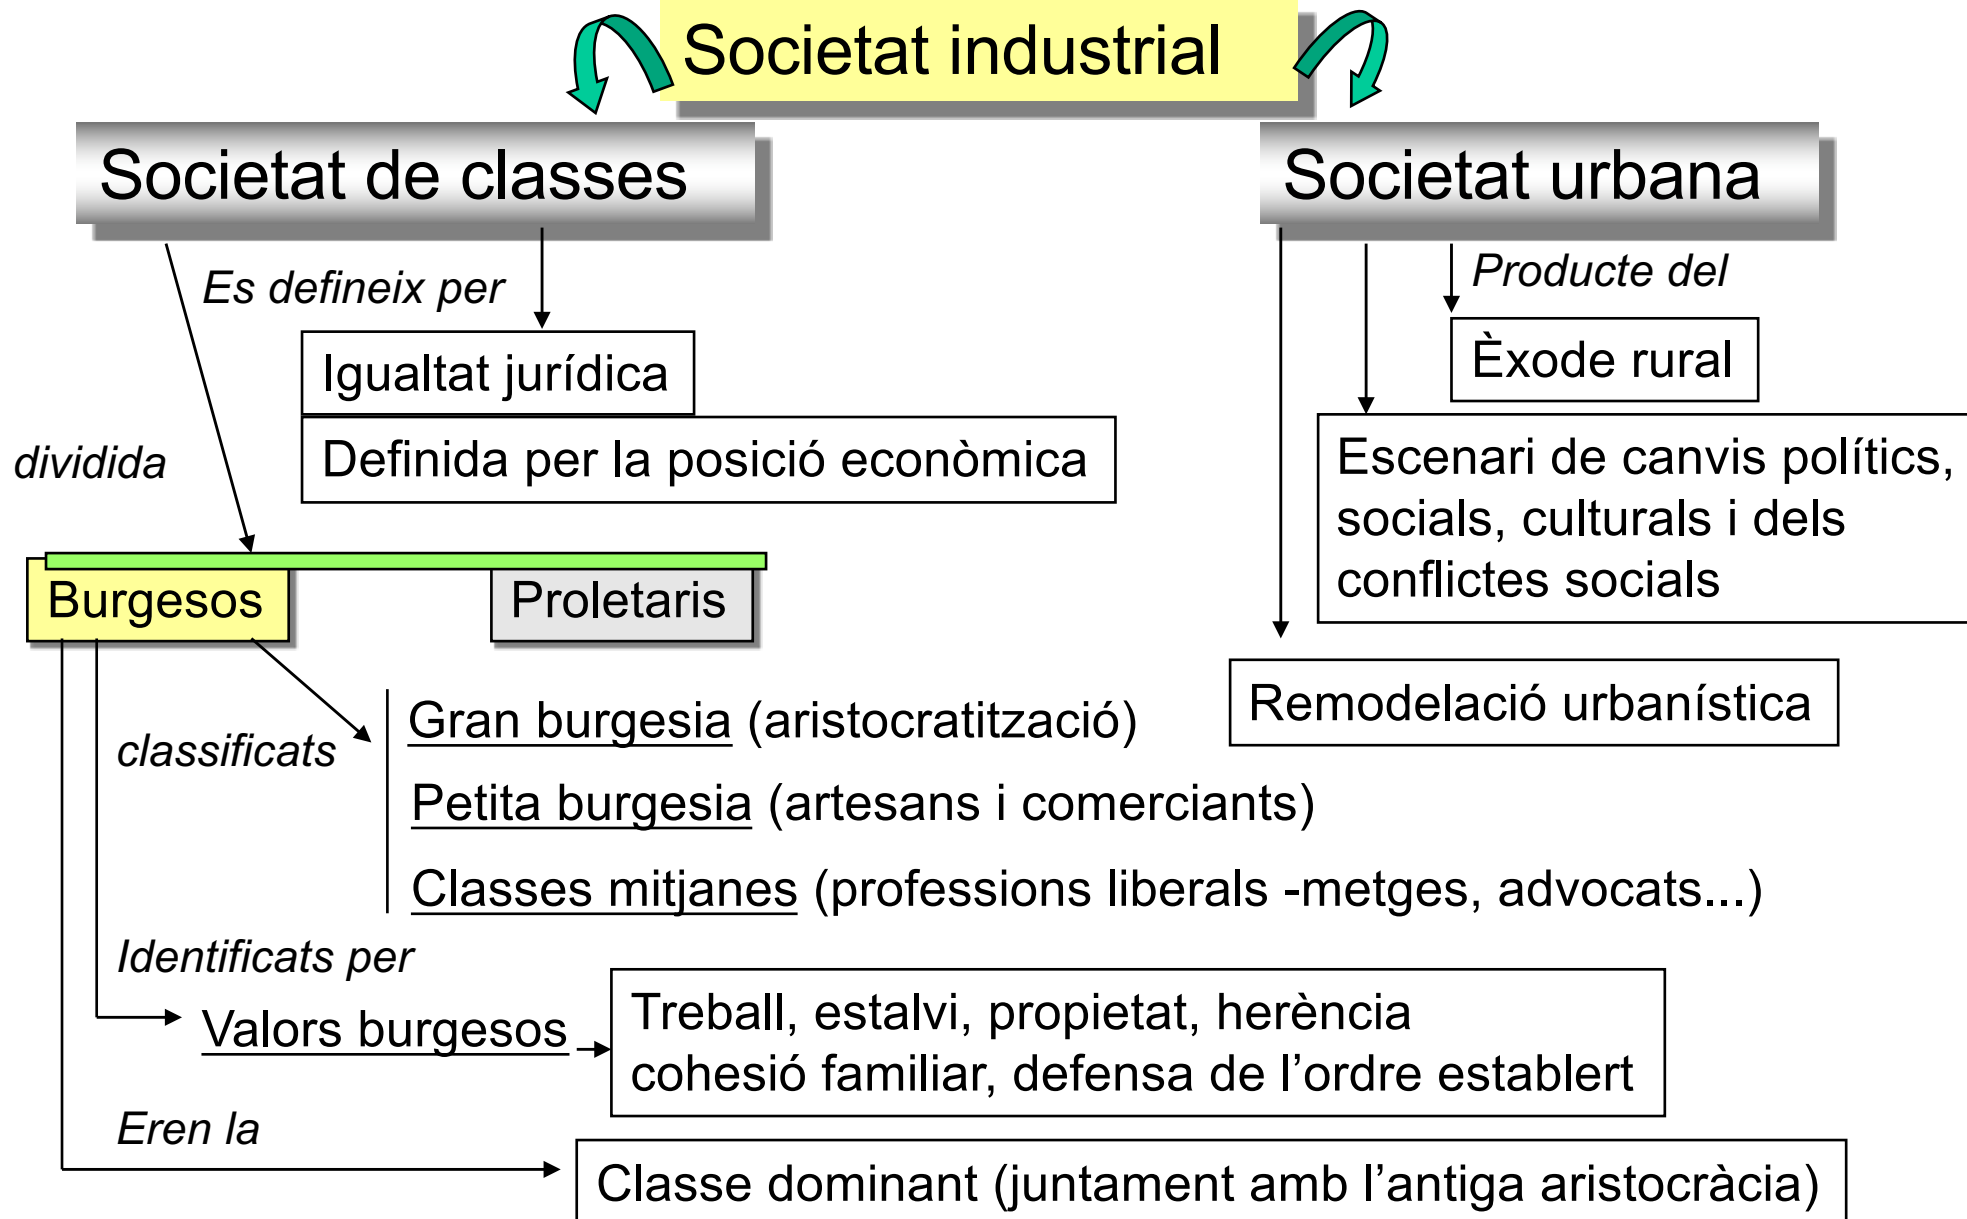 Societat industrial
Societat de classes
Societat urbana
Es defineix per
Producte del
Igualtat jurídica
Èxode rural
dividida
Definida per la posició econòmica
Escenari de canvis polítics,
socials, culturals i dels
conflictes socials
Burgesos
Proletaris
Remodelació urbanística
classificats
Gran burgesia (aristocratització)
Petita burgesia (artesans i comerciants)
Classes mitjanes (professions liberals -metges, advocats...)
Identificats per
Valors burgesos
Treball, estalvi, propietat, herència
cohesió familiar, defensa de l’ordre establert
Eren la
Classe dominant (juntament amb l’antiga aristocràcia)